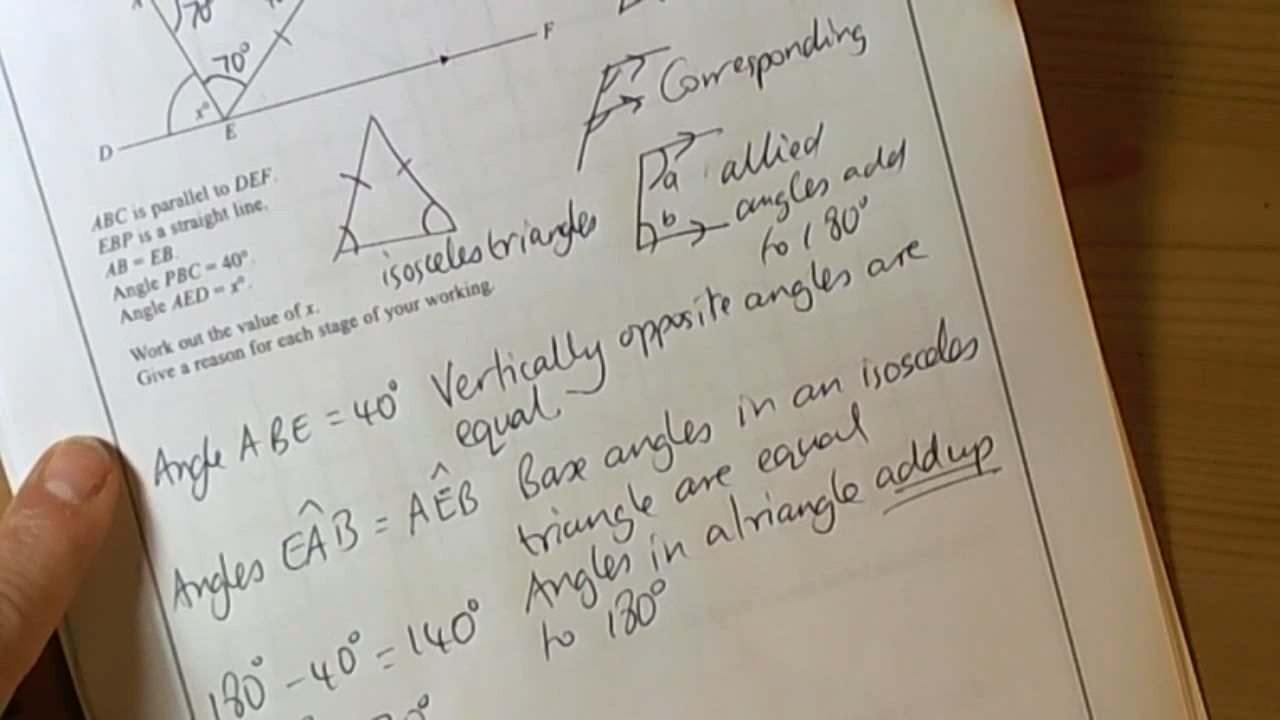 70°
70°
F
x°
D
E
Corresponding
a allied
b angles add
to 180°
ABC is parallel to DEF.
EBP is a straight line.
AB = EB.
Angle PBC = 40°.
Angle AED = x°.
isosceles triangles
Work out the value of x.
Give a reason for each stage of your working.
Angle ABE = 40° Vertically opposite angles are
equal.
Angles EÂB = AÊB Base angles in an isosceles
triangle are equal
Angles in a triangle add up
180° - 40° = 140° to 180°